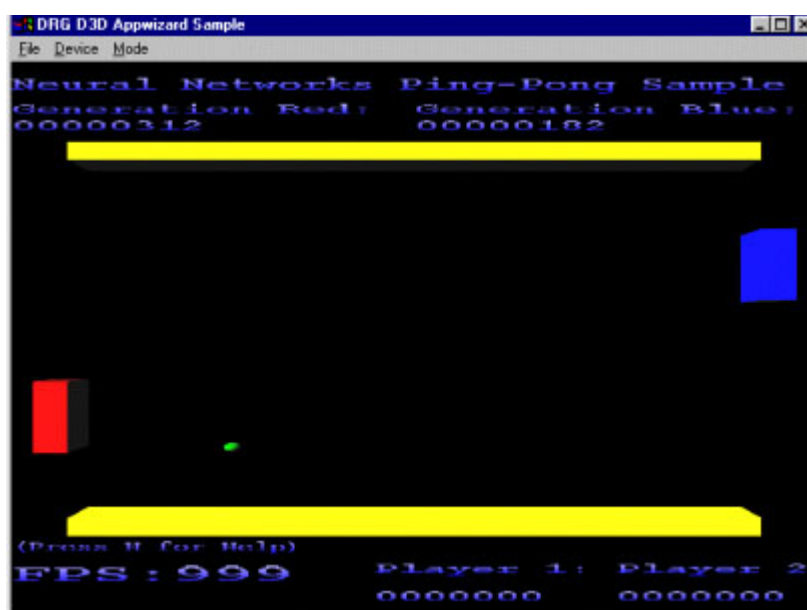 DRG D3D Appwizard Sample
File Device Mode
Neural Networks Ping-Pong Sample
Generation Red: Generation Blue:
00000312 00000182
(Press H for Help)
FPS:999 Player 1: Player 2
0000000 0000000